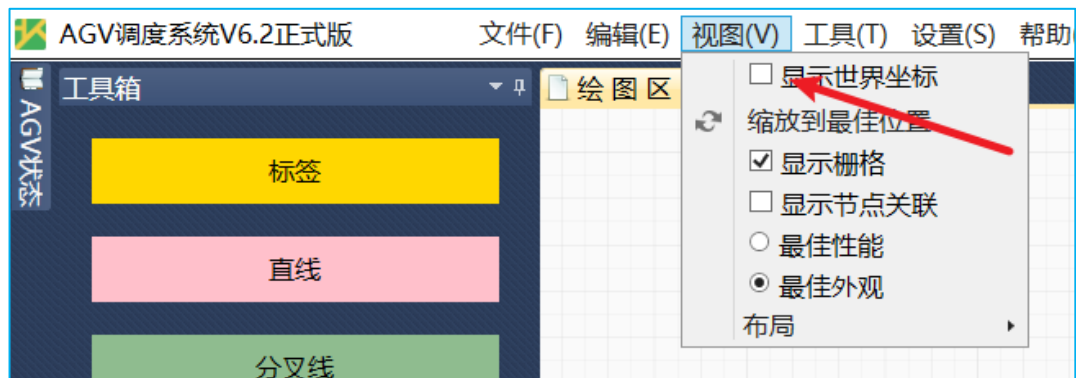 AGV调度系统V6.2正式版 文件(F) 编辑(E) 视图(V) 工具(T) 设置(S) 帮助(
AGV状态
工具箱
绘图区
显示世界坐标
缩放到最佳位置
显示栅格
显示节点关联
最佳性能
最佳外观
布局
标签
直线
分叉线